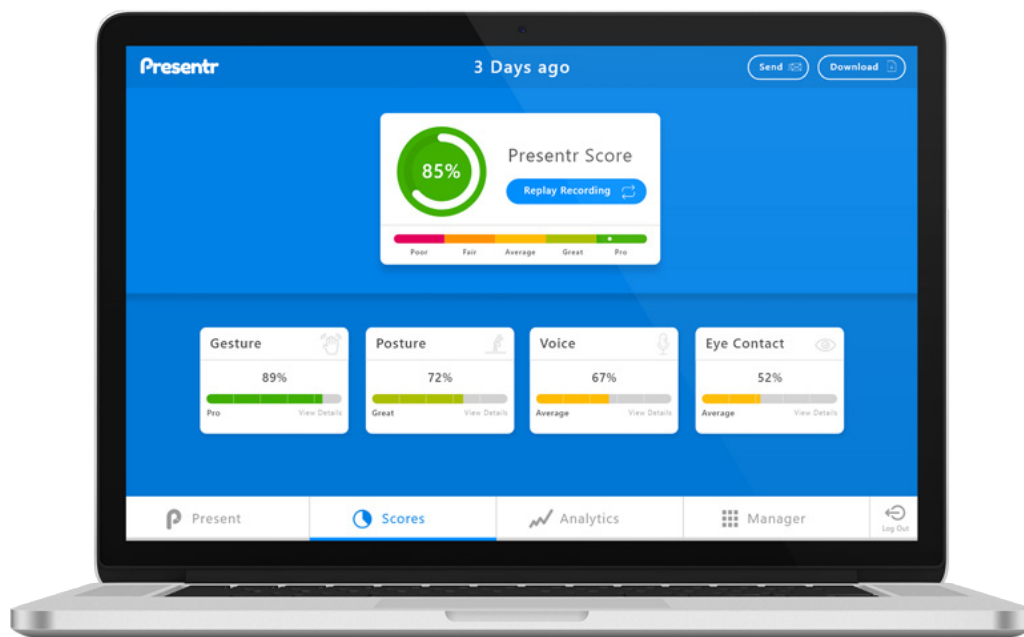 Presentr
3 Days ago
Send
Download
85%
Presentr Score
Replay Recording
Poor Fair Average Great Pro
Gesture
89%
Pro View Details
Posture
72%
Great View Details
Voice
67%
Average View Details
Eye Contact
52%
Average View Details
Present
Scores
Analytics
Manager
Log Out